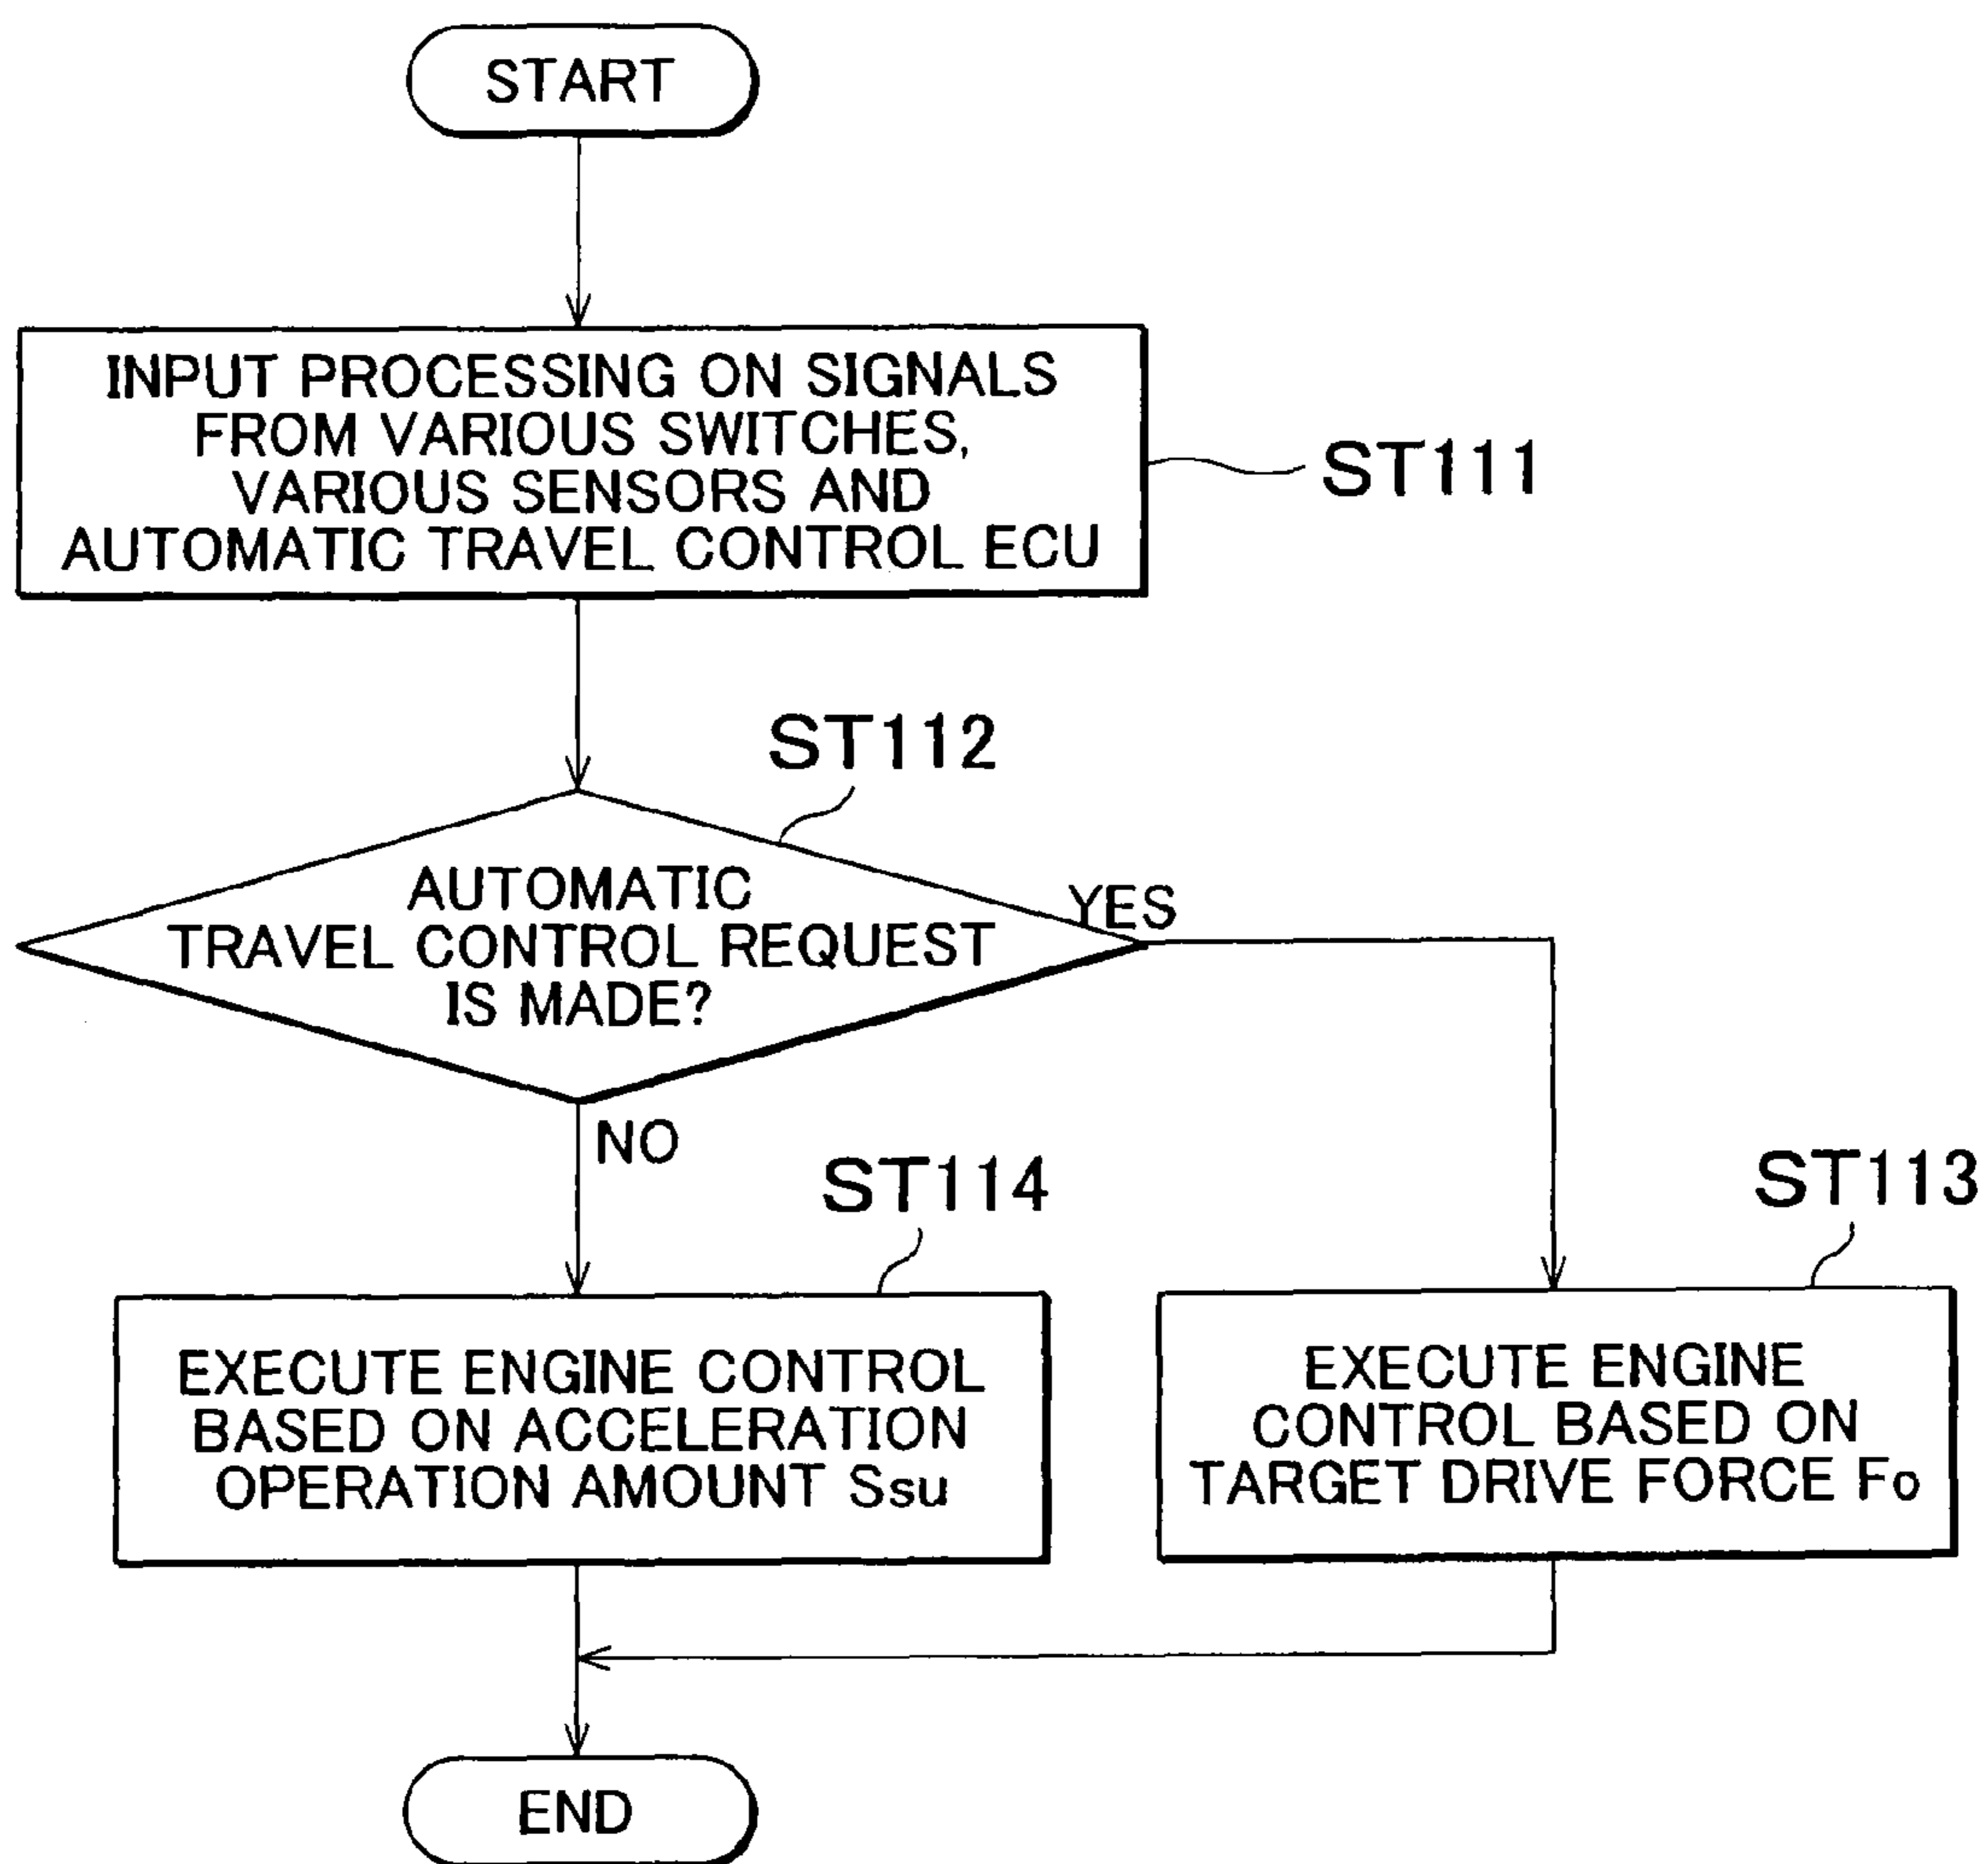 START
INPUT PROCESSING ON SIGNALS
FROM VARIOUS SWITCHES,
VARIOUS SENSORS AND
AUTOMATIC TRAVEL CONTROL ECU
ST111
ST112
AUTOMATIC
TRAVEL CONTROL REQUEST
IS MADE?
YES
NO
ST114
EXECUTE ENGINE CONTROL
BASED ON ACCELERATION
OPERATION AMOUNT Ssu
ST113
EXECUTE ENGINE
CONTROL BASED ON
TARGET DRIVE FORCE Fo
END